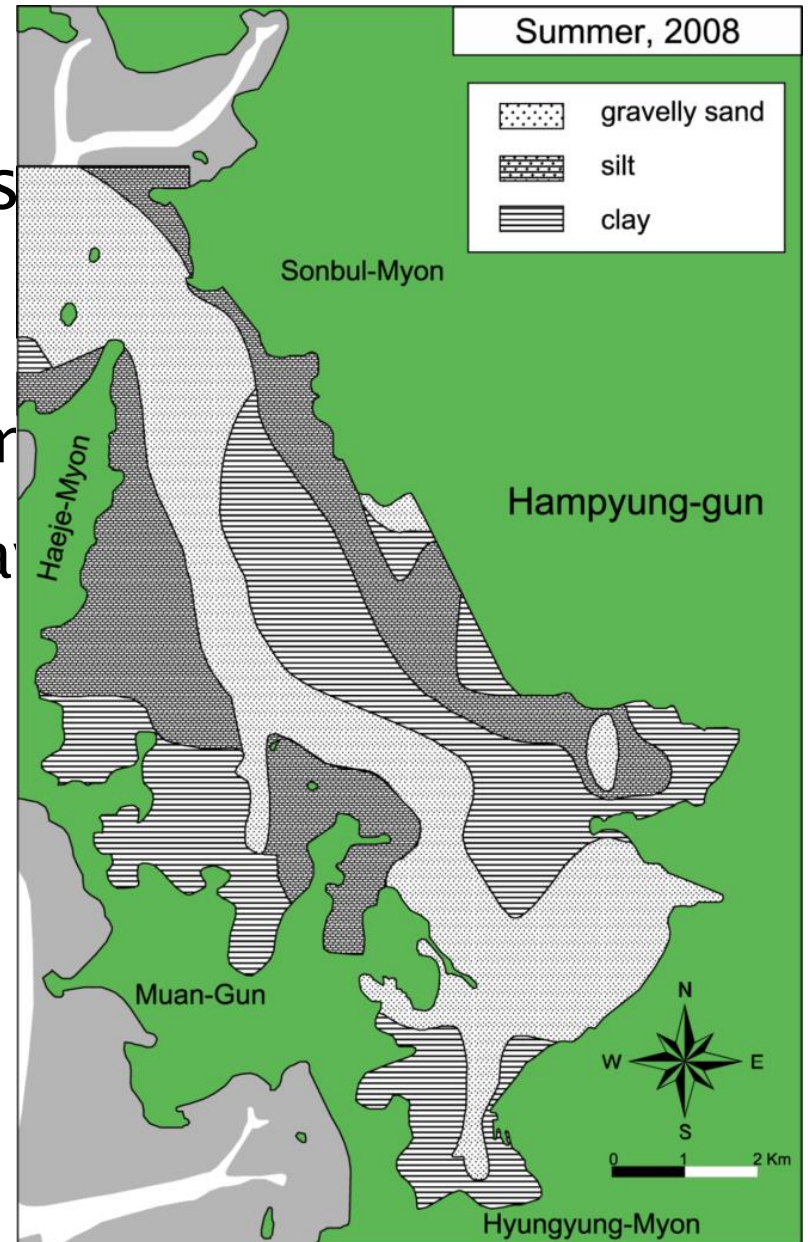 Summer, 2008
gravelly sand
silt
clay
s
Sonbul-Myon
Haeje-Myon
Hampyung-gun
Muan-Gun
N
W E
S
0 1 2 Km
Hyungyung-Myon